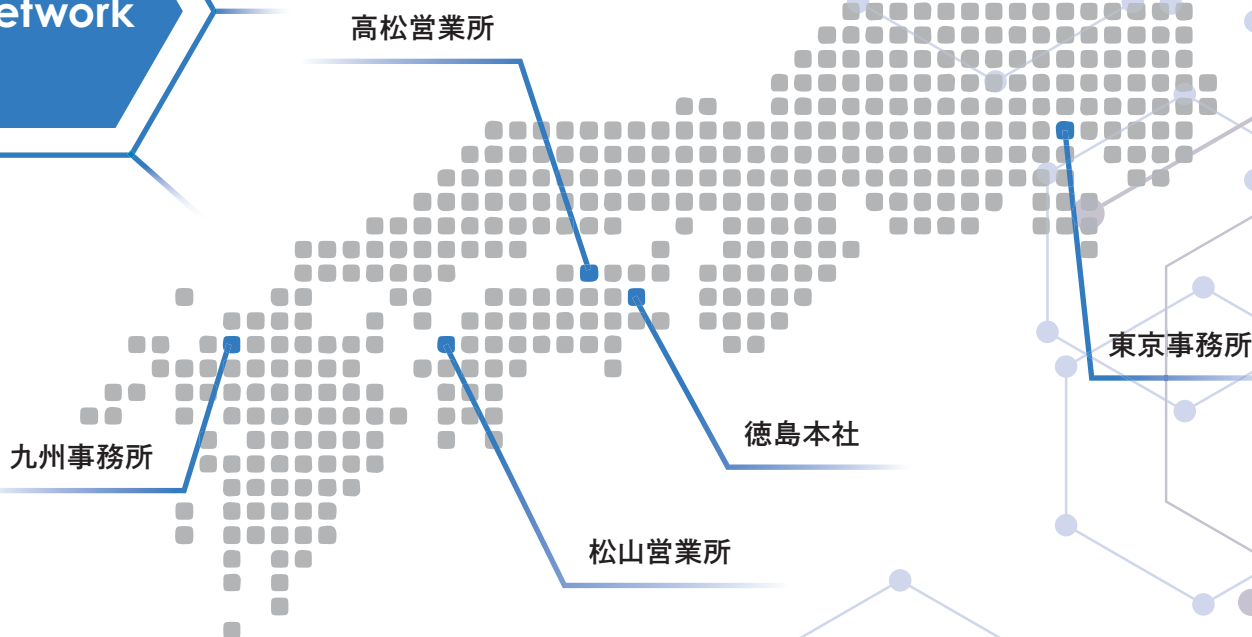 etwork
高松営業所
東京事務所
徳島本社
九州事務所
松山営業所